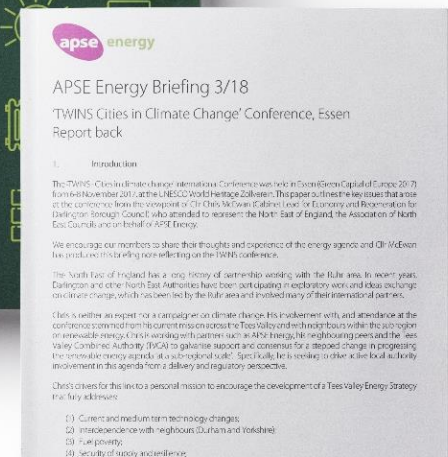 apse energy
APSE Energy Briefing 3/18
'TWINS Cities in Climate Change' Conference, Essen
Report back
1. Introduction
The 'TWINS - Cities in climate change' International Conference was held in Essen (Green Capital of Europe 2017)
from 6-8 November 2017, at the UNESCO World Heritage Zollverein. This paper outlines the key issues that arose
at the conference from the viewpoint of Cllr Chris McEwan (Cabinet Lead for Economy and Regeneration for
Darlington Borough Council) who attended to represent the North East of England, the Association of North
East Councils and on behalf of APSE Energy.
We encourage our members to share their thoughts and experience of the energy agenda and Cllr McEwan
has produced this briefing note reflecting on the TWINS conference.
The North East of England has a long history of partnership working with the Ruhr area. In recent years,
Darlington and other North East Authorities have been participating in exploratory work and ideas exchange
on climate change, which has been led by the Ruhr area and involved many of their international partners.
Chris is neither an expert nor a campaigner on climate change. His involvement with, and attendance at the
conference stemmed from his current mission across the Tees Valley and with neighbours within the sub region
on renewable energy. Chris is working with partners such as APSE Energy, his neighbouring peers and the Tees
Valley Combined Authority (TVCA) to galvanise support and consensus for a stepped change in progressing
the renewable energy agenda 'at a sub-regional scale'. Specifically, he is seeking to drive active local authority
involvement in this agenda from a delivery and regulatory perspective.
Chris's drivers for this link to a personal mission to encourage the development of a Tees Valley Energy Strategy
that fully addresses:
(1) Current and medium term technology changes;
(2) Interdependence with neighbours (Durham and Yorkshire);
(3) Fuel poverty;
(4) Security of supply and resilience;